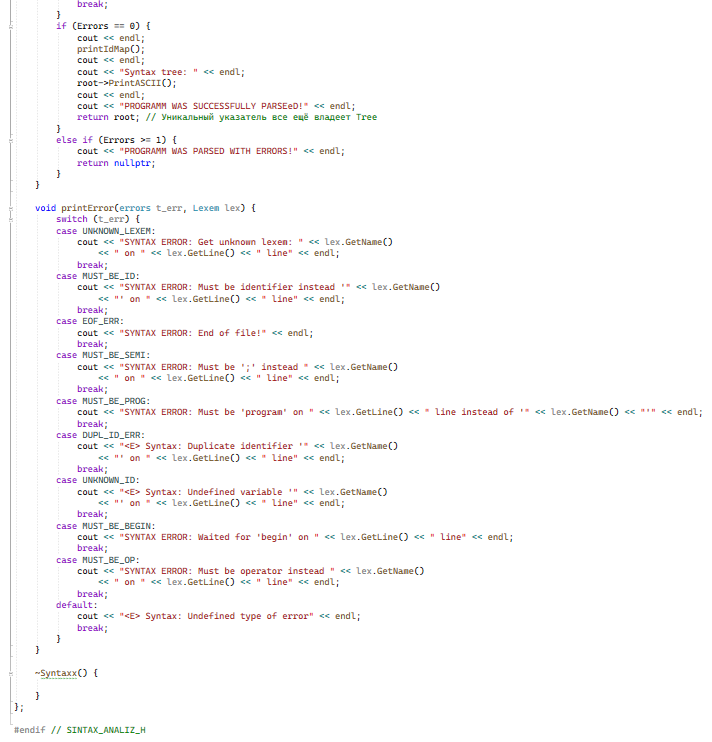 break;
        }
        if (Errors == 0) {
            cout << endl;
            printIdMap();
            cout << endl;
            cout << "Syntax tree: " << endl;
            root->PrintASCII();
            cout << endl;
            cout << "PROGRAMM WAS SUCCESSFULLY PARSEeD!" << endl;
            return root; // Уникальный указатель все ещё владеет Tree
        }
        else if (Errors >= 1) {
            cout << "PROGRAMM WAS PARSED WITH ERRORS!" << endl;
            return nullptr;
        }
    }

    void printError(errors t_err, Lexem lex) {
        switch (t_err) {
        case UNKNOWN_LEXEM:
            cout << "SYNTAX ERROR: Get unknown lexem: " << lex.GetName()
                << " on " << lex.GetLine() << " line" << endl;
            break;
        case MUST_BE_ID:
            cout << "SYNTAX ERROR: Must be identifier instead '" << lex.GetName()
                << "' on " << lex.GetLine() << " line" << endl;
            break;
        case EOF_ERR:
            cout << "SYNTAX ERROR: End of file!" << endl;
            break;
        case MUST_BE_SEMI:
            cout << "SYNTAX ERROR: Must be ';' instead " << lex.GetName()
                << " on " << lex.GetLine() << " line" << endl;
            break;
        case MUST_BE_PROG:
            cout << "SYNTAX ERROR: Must be 'program' on " << lex.GetLine() << " line instead of '" << lex.GetName() << "'" << endl;
            break;
        case DUPL_ID_ERR:
            cout << "<E> Syntax: Duplicate identifier '" << lex.GetName()
                << "' on " << lex.GetLine() << " line" << endl;
            break;
        case UNKNOWN_ID:
            cout << "<E> Syntax: Undefined variable '" << lex.GetName()
                << "' on " << lex.GetLine() << " line" << endl;
            break;
        case MUST_BE_BEGIN:
            cout << "SYNTAX ERROR: Waited for 'begin' on " << lex.GetLine() << " line" << endl;
            break;
        case MUST_BE_OP:
            cout << "SYNTAX ERROR: Must be operator instead " << lex.GetName()
                << " on " << lex.GetLine() << " line" << endl;
            break;
        default:
            cout << "<E> Syntax: Undefined type of error" << endl;
            break;
        }
    }

    ~Syntaxx() {

    }
};

#endif // SINTAX_ANALIZ_H